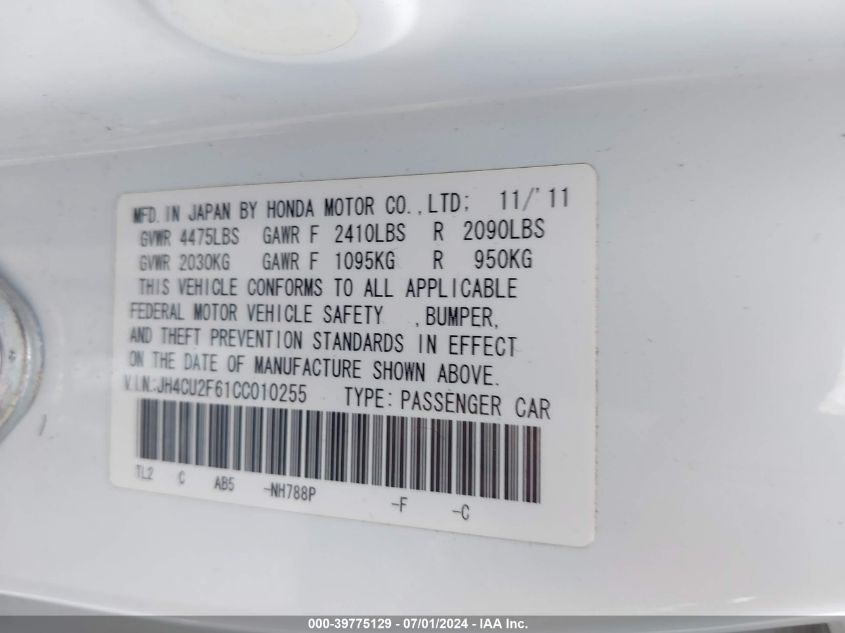 MFD. IN JAPAN BY HONDA MOTOR CO.,LTD; 11/'11
GVWR 4475LBS GAWR F 2410LBS R 2090LBS
GVWR 2030KG GAWR F 1095KG R 950KG
THIS VEHICLE CONFORMS TO ALL APPLICABLE
FEDERAL MOTOR VEHICLE SAFETY ,BUMPER,
AND THEFT PREVENTION STANDARDS IN EFFECT
ON THE DATE OF MANUFACTURE SHOWN ABOVE.
V.I.N.:JH4CU2F61CC010255 TYPE:PASSENGER CAR
TL2 C AB5 -NH788P -F -C
000-39775129 - 07/01/2024 - IAA Inc.